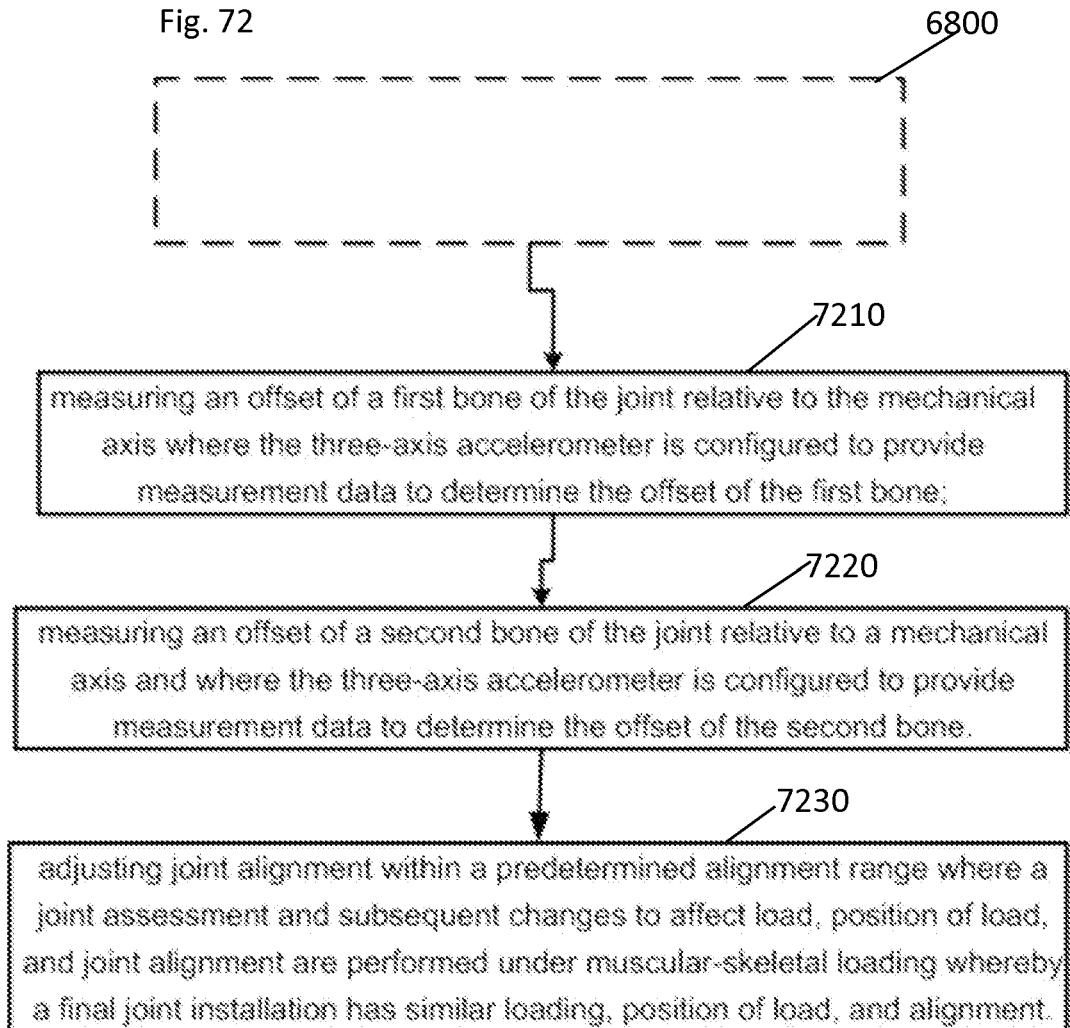 Fig. 72
6800
7210
measuring an offset of a first bone of the joint relative to the mechanical
axis where the three-axis accelerometer is configured to provide
measurement data to determine the offset of the first bone;
7220
measuring an offset of a second bone of the joint relative to a mechanical
axis and where the three-axis accelerometer is configured to provide
measurement data to determine the offset of the second bone.
7230
adjusting joint alignment within a predetermined alignment range where a
joint assessment and subsequent changes to affect load, position of load,
and joint alignment are performed under muscular-skeletal loading whereby
a final joint installation has similar loading, position of load, and alignment.